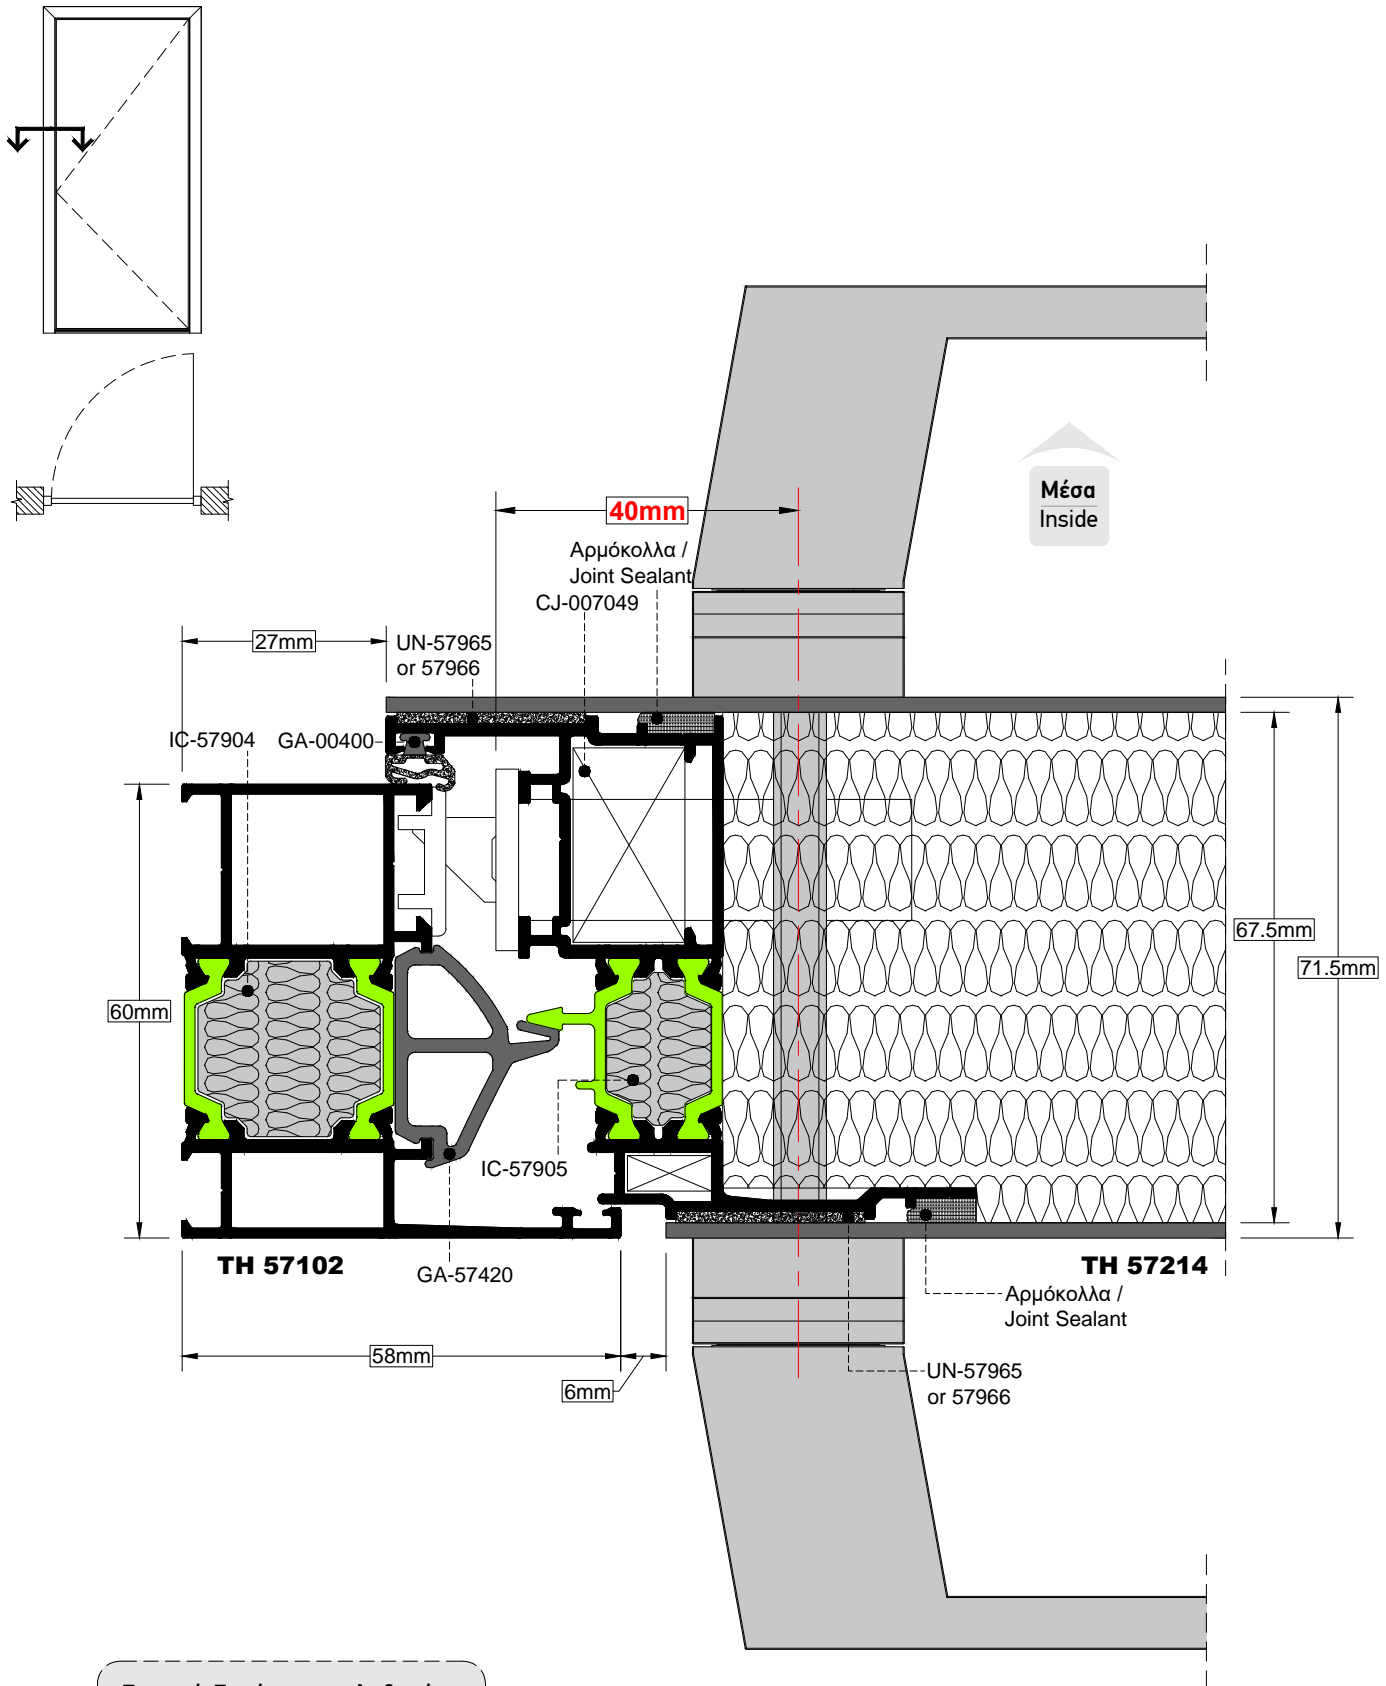 Μέσα
Inside
40mm
Αρμόκολλα /
Joint Sealant
CJ-007049
27mm
UN-57965
or 57966
IC-57904
GA-00400
67.5mm
71.5mm
60mm
IC-57905
TH 57102
GA-57420
TH 57214
Αρμόκολλα /
Joint Sealant
58mm
6mm
UN-57965
or 57966